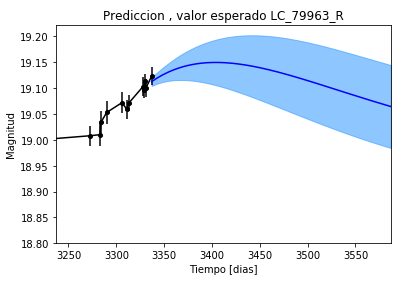 Prediccion , valor esperado LC_79963_R
19.20
19.15
19.10
19.05
19.00
18.95
18.90
18.85
18.80
Magnitud
3250 3300 3350 3400 3450 3500 3550
Tiempo [dias]